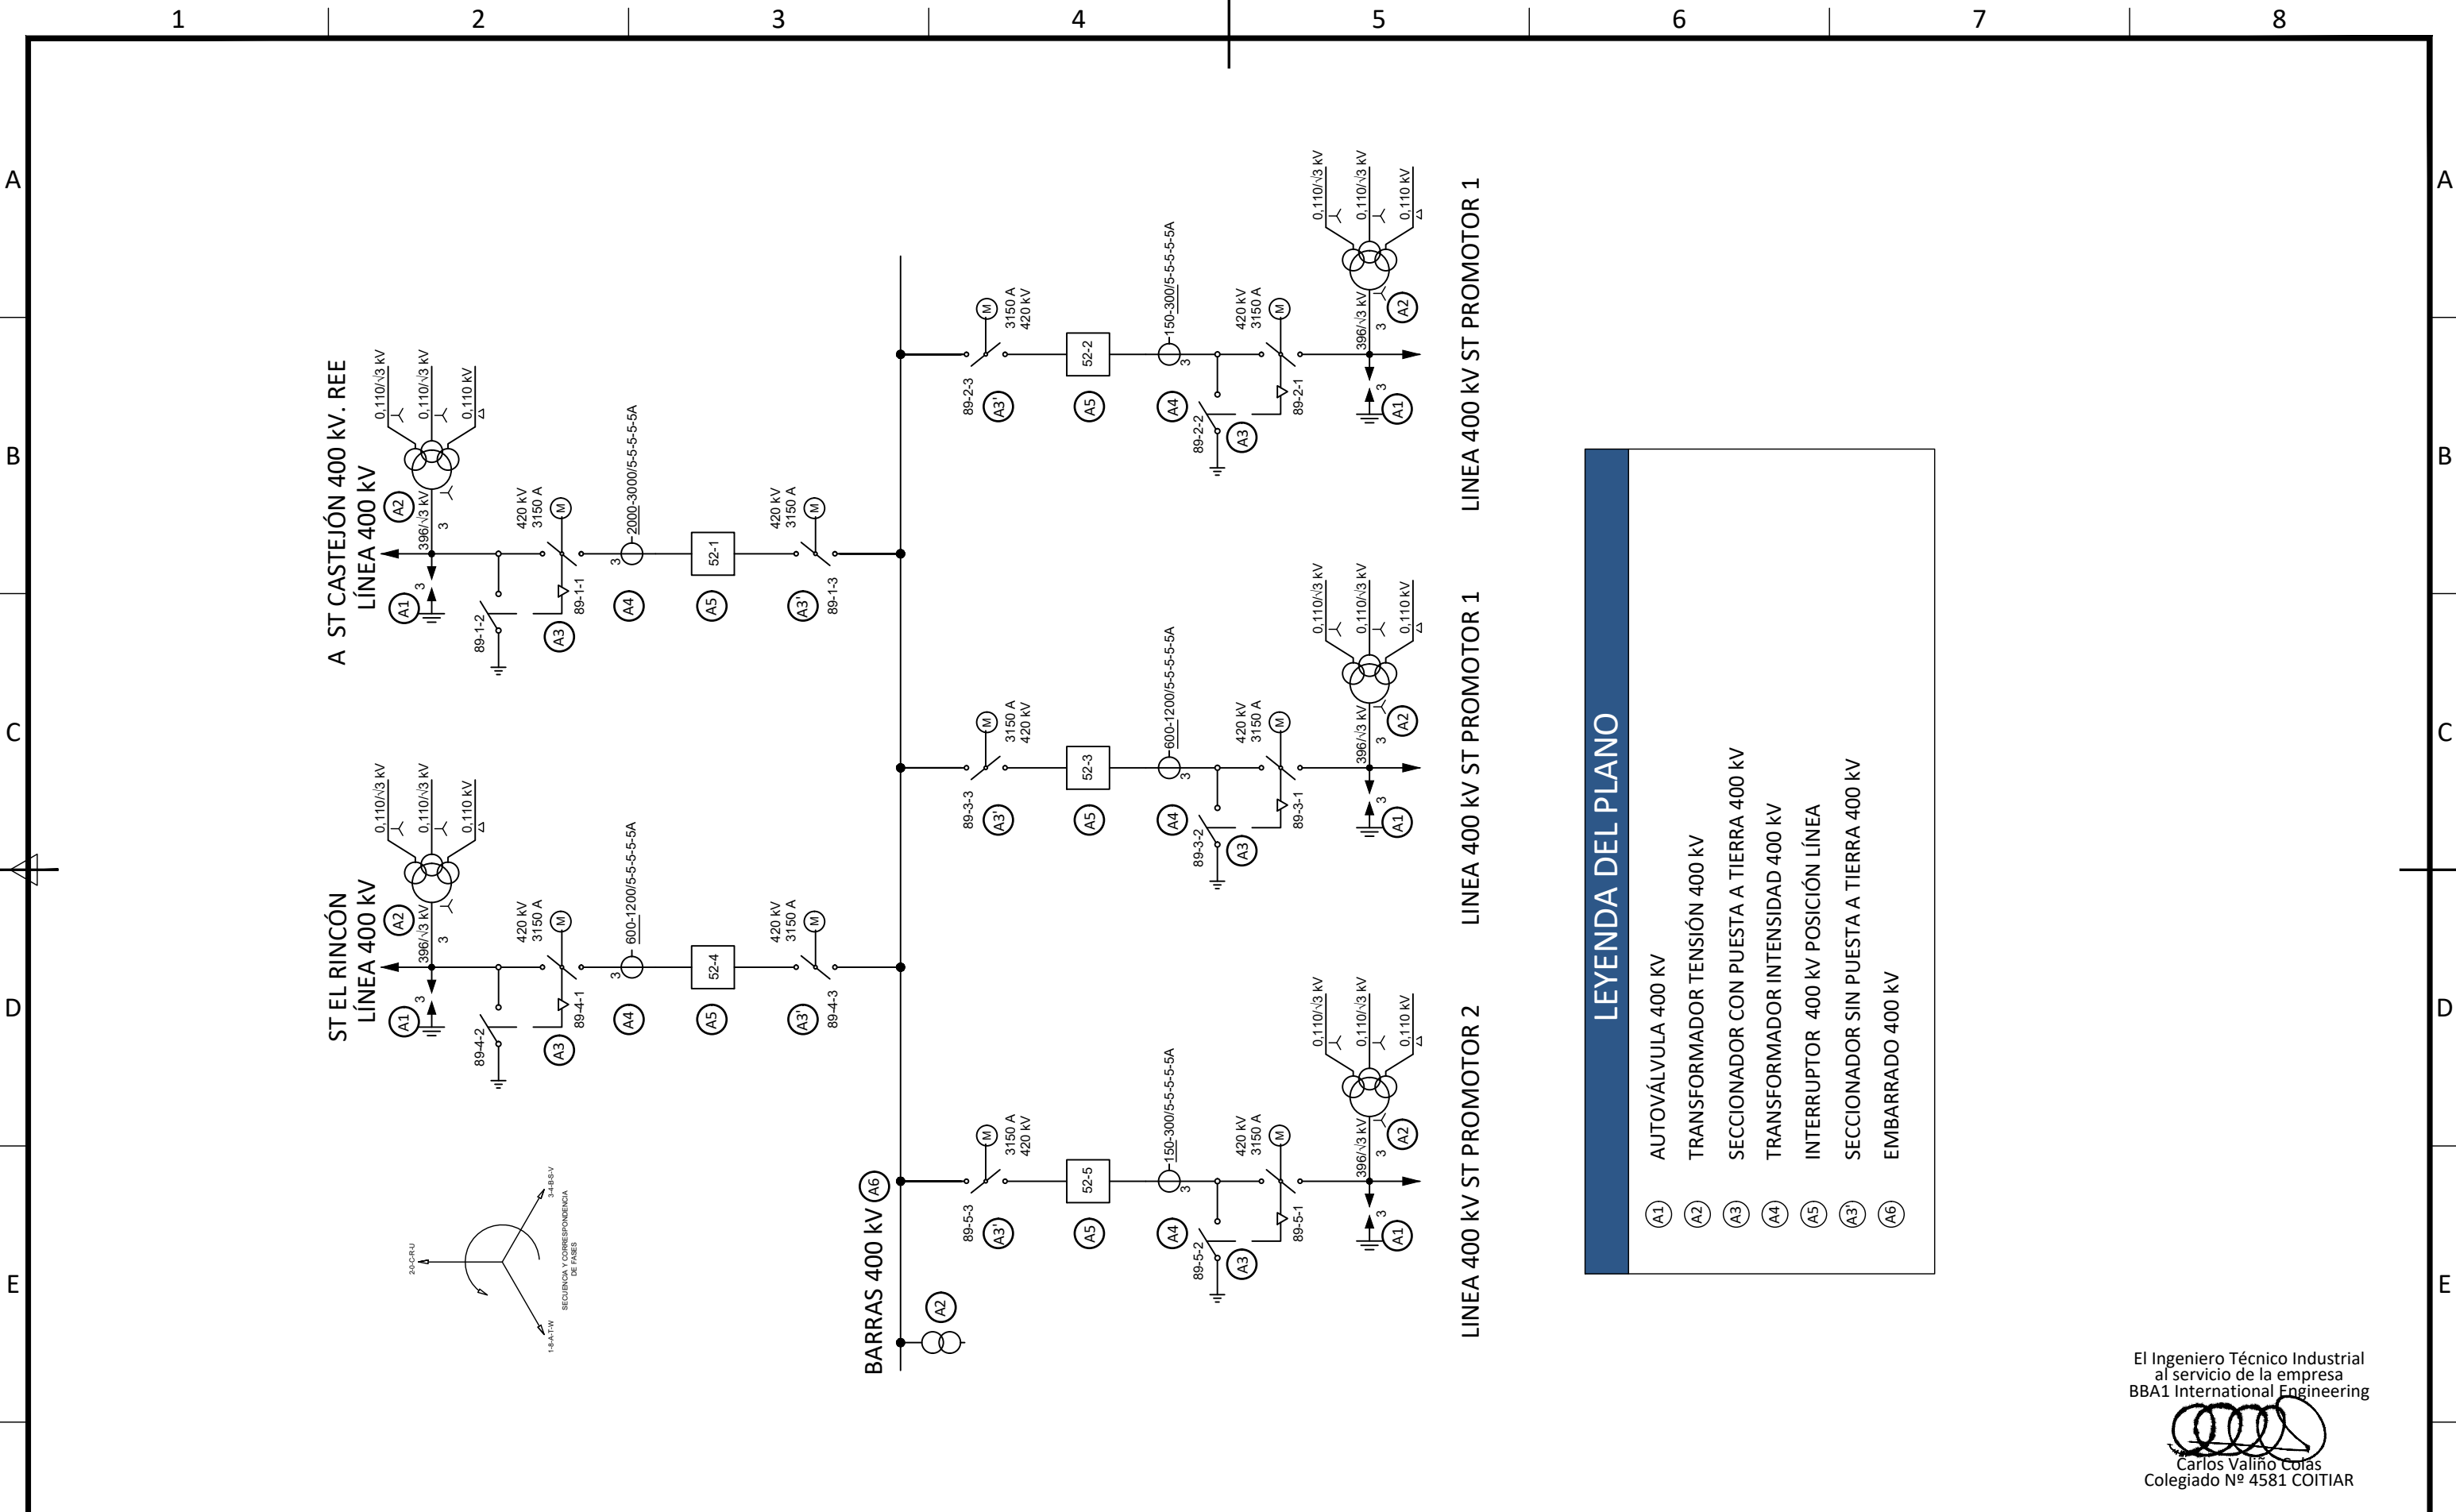 1 2 3 4 5 6 7 8
A
B
C
D
E
A
B
C
D
E
A ST CASTEJÓN 400 kV. REE
LÍNEA 400 kV
0,110/√3 kV
0,110/√3 kV
0,110 kV
396/√3 kV
3
A2
A1
3
89-1-2
420 kV
3150 A
M
A3
89-1-1
2000-3000/5-5-5-5-5A
3
A4
52-1
A5
420 kV
3150 A
M
A3'
89-1-3
ST EL RINCÓN
LÍNEA 400 kV
0,110/√3 kV
0,110/√3 kV
0,110 kV
396/√3 kV
3
A2
A1
3
89-4-2
420 kV
3150 A
M
A3
89-4-1
600-1200/5-5-5-5-5A
3
A4
52-4
A5
420 kV
3150 A
M
A3'
89-4-3
BARRAS 400 kV
A6
A2
89-2-3
M
3150 A
420 kV
A3'
52-2
A5
150-300/5-5-5-5-5A
3
A4
89-2-2
A3
420 kV
3150 A
M
89-2-1
0,110/√3 kV
0,110/√3 kV
0,110 kV
396/√3 kV
3
A2
3
A1
LINEA 400 kV ST PROMOTOR 1
89-3-3
M
3150 A
420 kV
A3'
52-3
A5
600-1200/5-5-5-5-5A
3
A4
89-3-2
A3
420 kV
3150 A
M
89-3-1
0,110/√3 kV
0,110/√3 kV
0,110 kV
396/√3 kV
3
A2
3
A1
LINEA 400 kV ST PROMOTOR 1
89-5-3
M
3150 A
420 kV
A3'
52-5
A5
150-300/5-5-5-5-5A
3
A4
89-5-2
A3
420 kV
3150 A
M
89-5-1
0,110/√3 kV
0,110/√3 kV
0,110 kV
396/√3 kV
3
A2
3
A1
LINEA 400 kV ST PROMOTOR 2
2-0-C-R-U
3-4-B-S-V
1-8-A-T-W
SECUENCIA Y CORRESPONDENCIA
DE FASES
LEYENDA DEL PLANO
A1 AUTOVÁLVULA 400 KV
A2 TRANSFORMADOR TENSIÓN 400 kV
A3 SECCIONADOR CON PUESTA A TIERRA 400 kV
A4 TRANSFORMADOR INTENSIDAD 400 kV
A5 INTERRUPTOR 400 kV POSICIÓN LÍNEA
A3' SECCIONADOR SIN PUESTA A TIERRA 400 kV
A6 EMBARRADO 400 kV
El Ingeniero Técnico Industrial
al servicio de la empresa
BBA1 International Engineering
Carlos Valiño Colás
Colegiado Nº 4581 COITIAR